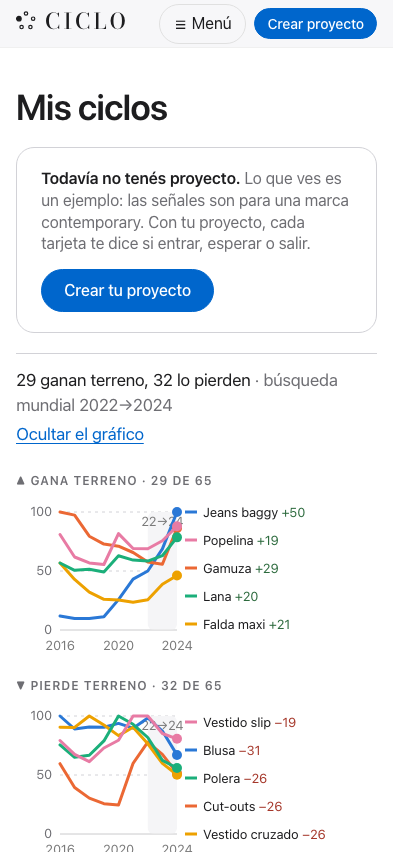 CICLO
Menú
Crear proyecto
Mis ciclos
Todavía no tenés proyecto. Lo que ves es
un ejemplo: las señales son para una marca
contemporary. Con tu proyecto, cada
tarjeta te dice si entrar, esperar o salir.
Crear tu proyecto
29 ganan terreno, 32 lo pierden · búsqueda
mundial 2022→2024
Ocultar el gráfico
▲ GANA TERRENO · 29 DE 65
100
22→24
50
0
2016 2020 2024
Jeans baggy +50
Popelina +19
Gamuza +29
Lana +20
Falda maxi +21
▼ PIERDE TERRENO · 32 DE 65
100
22→24
50
0
2016 2020 2024
Vestido slip −19
Blusa −31
Polera −26
Cut-outs −26
Vestido cruzado −26